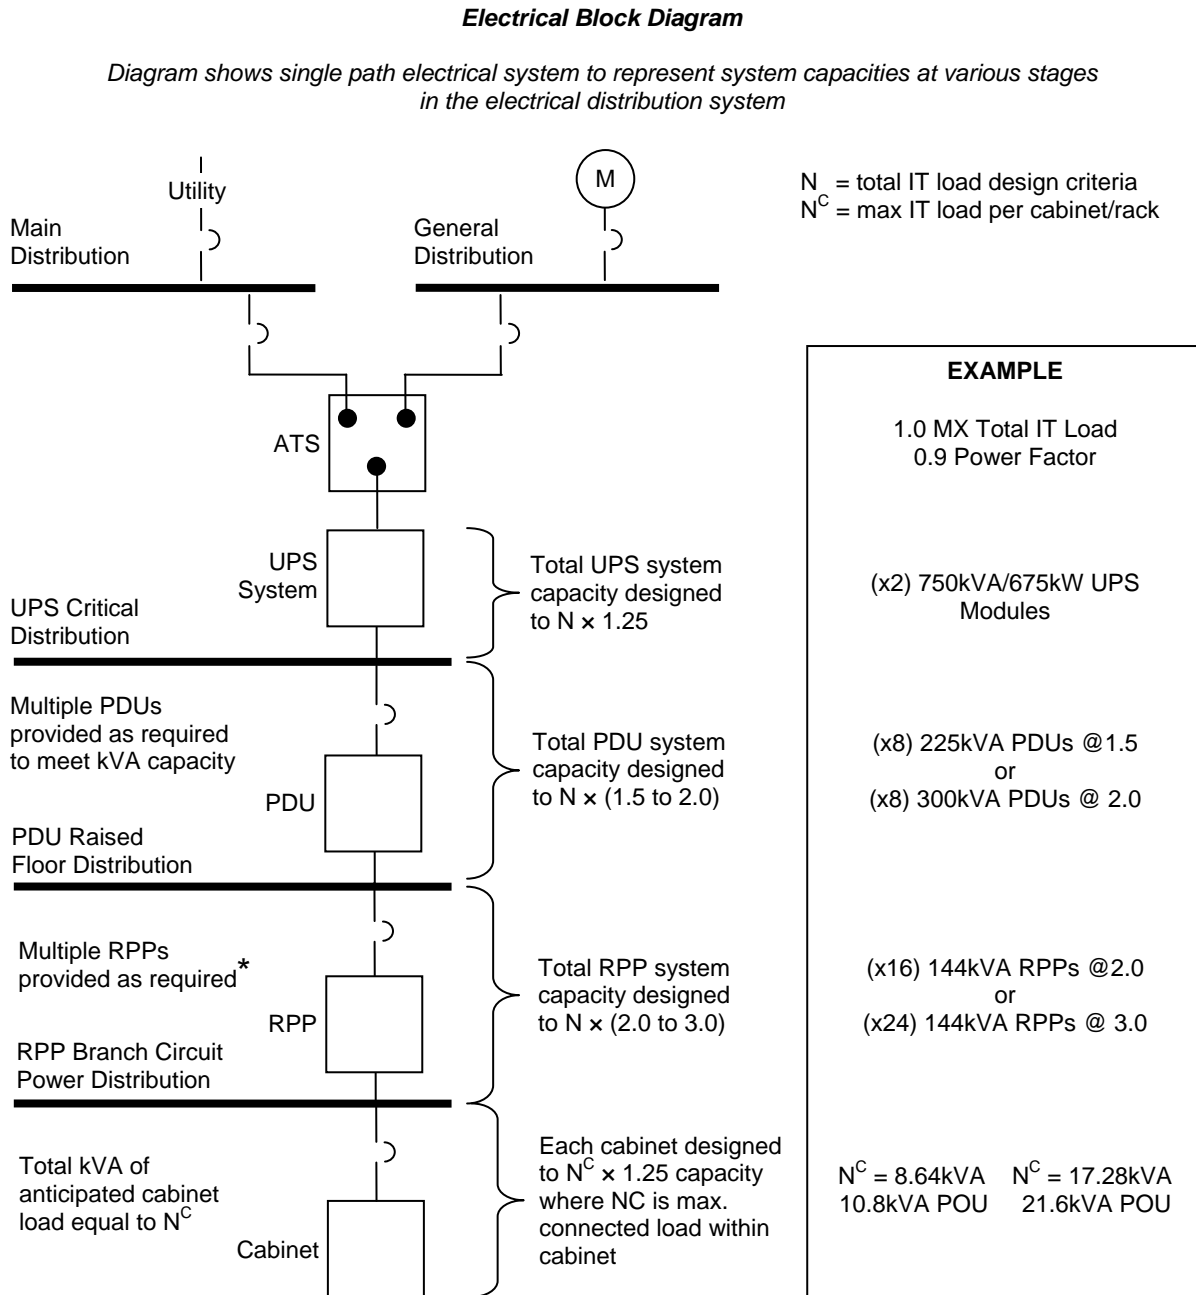 Electrical Block Diagram
Diagram shows single path electrical system to represent system capacities at various stages
in the electrical distribution system
Utility
M
N = total IT load design criteria
N^C = max IT load per cabinet/rack
Main
Distribution
General
Distribution
EXAMPLE
1.0 MX Total IT Load
0.9 Power Factor
ATS
UPS
System
Total UPS system
capacity designed
to N × 1.25
(x2) 750kVA/675kW UPS
Modules
UPS Critical
Distribution
Multiple PDUs
provided as required
to meet kVA capacity
PDU
Total PDU system
capacity designed
to N × (1.5 to 2.0)
(x8) 225kVA PDUs @1.5
or
(x8) 300kVA PDUs @ 2.0
PDU Raised
Floor Distribution
Multiple RPPs
provided as required*
RPP
Total RPP system
capacity designed
to N × (2.0 to 3.0)
(x16) 144kVA RPPs @2.0
or
(x24) 144kVA RPPs @ 3.0
RPP Branch Circuit
Power Distribution
Total kVA of
anticipated cabinet
load equal to N^C
Cabinet
Each cabinet designed
to N^C × 1.25 capacity
where NC is max.
connected load within
cabinet
N^C = 8.64kVA N^C = 17.28kVA
10.8kVA POU 21.6kVA POU